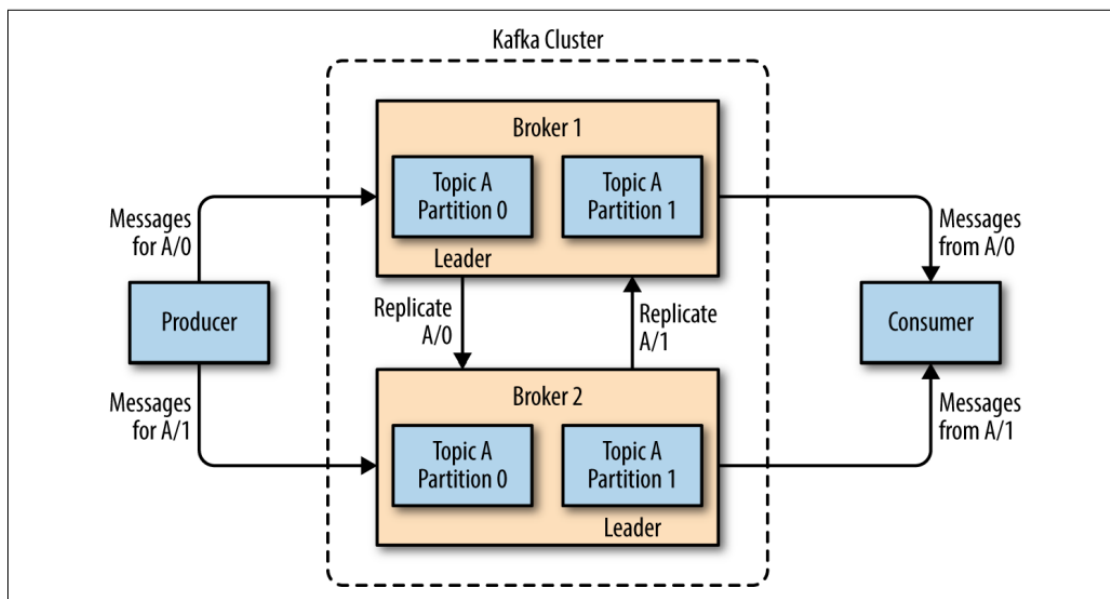 Kafka Cluster
Broker 1
Topic A
Partition 0
Topic A
Partition 1
Leader
Messages
for A/0
Messages
from A/0
Producer
Replicate
A/0
Replicate
A/1
Consumer
Messages
for A/1
Messages
from A/1
Broker 2
Topic A
Partition 0
Topic A
Partition 1
Leader